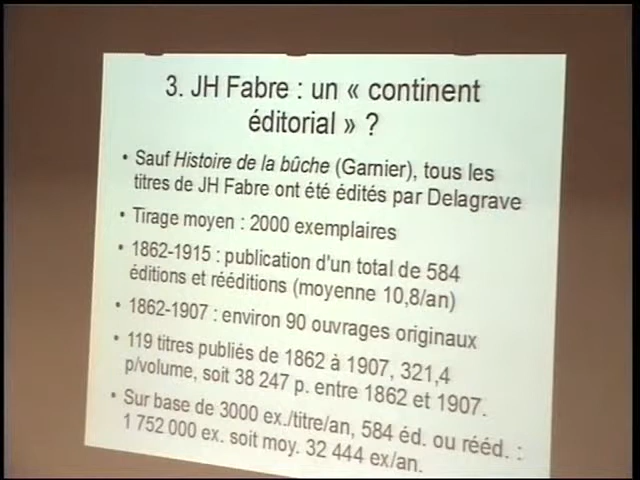 3. JH Fabre : un « continent
éditorial » ?
• Sauf Histoire de la bûche (Garnier), tous les
titres de JH Fabre ont été édités par Delagrave
• Tirage moyen : 2000 exemplaires
• 1862-1915 : publication d'un total de 584
éditions et rééditions (moyenne 10,8/an)
• 1862-1907 : environ 90 ouvrages originaux
• 119 titres publiés de 1862 à 1907, 321,4
p/volume, soit 38 247 p. entre 1862 et 1907.
• Sur base de 3000 ex./titre/an, 584 éd. ou rééd. :
1 752 000 ex. soit moy. 32 444 ex/an.